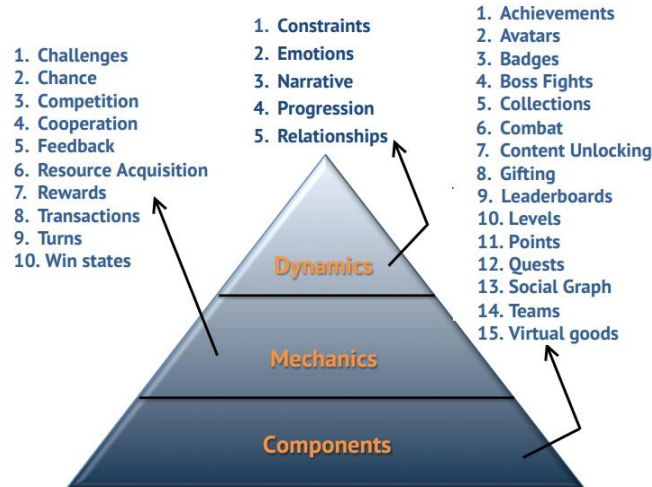 1. Challenges
2. Chance
3. Competition
4. Cooperation
5. Feedback
6. Resource Acquisition
7. Rewards
8. Transactions
9. Turns
10. Win states
1. Constraints
2. Emotions
3. Narrative
4. Progression
5. Relationships
1. Achievements
2. Avatars
3. Badges
4. Boss Fights
5. Collections
6. Combat
7. Content Unlocking
8. Gifting
9. Leaderboards
10. Levels
11. Points
12. Quests
13. Social Graph
14. Teams
15. Virtual goods
Dynamics
Mechanics
Components